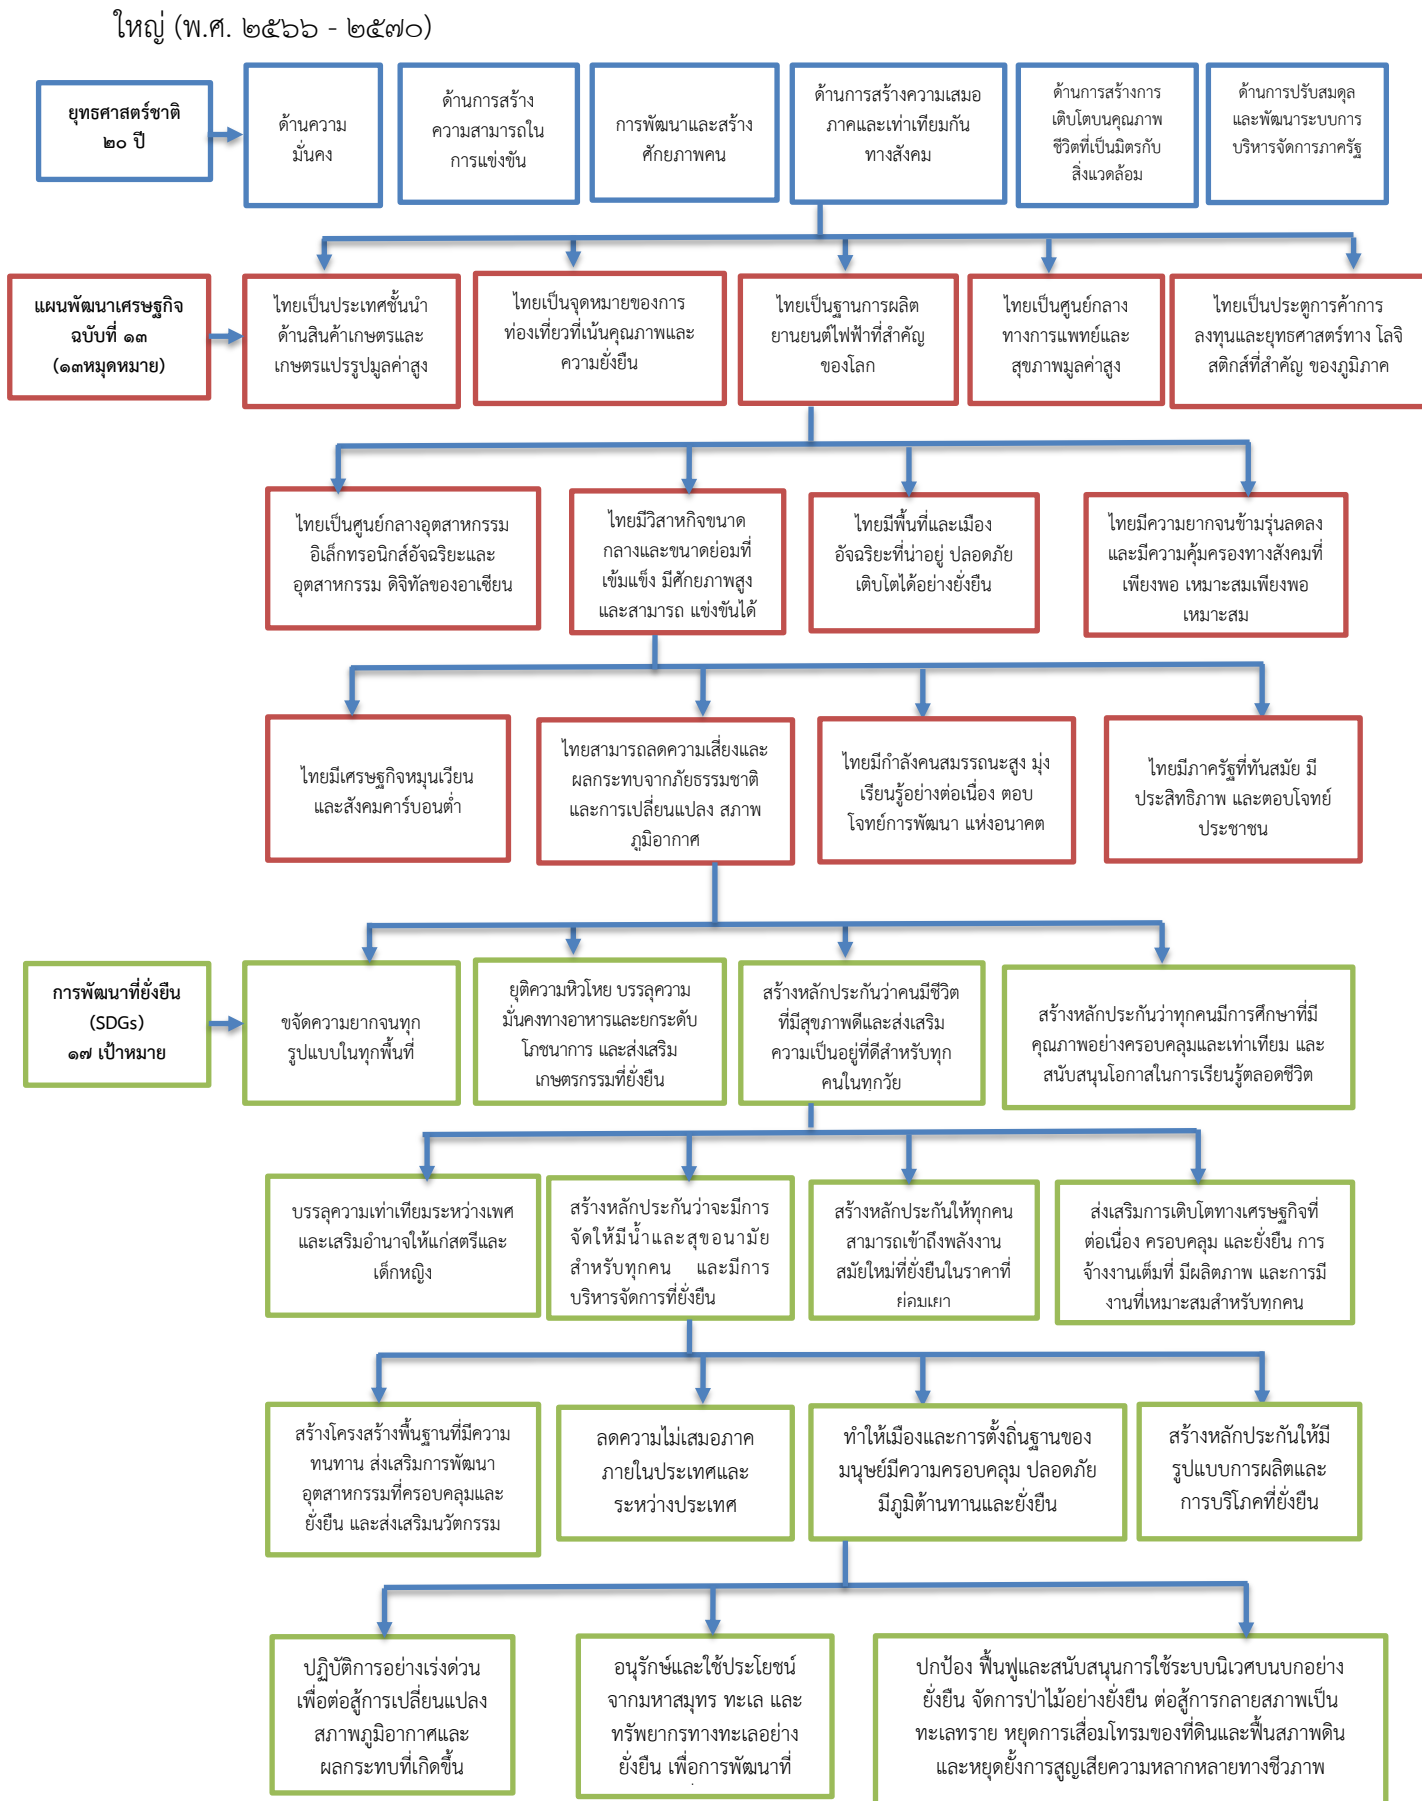 ใหญ่ (พ.ศ. ๒๕๖๖ - ๒๕๗๐)
ยุทธศาสตร์ชาติ
๒๐ ปี
ด้านความ
มั่นคง
ด้านการสร้าง
ความสามารถใน
การแข่งขัน
การพัฒนาและสร้าง
ศักยภาพคน
ด้านการสร้างความเสมอ
ภาคและเท่าเทียมกัน
ทางสังคม
ด้านการสร้างการ
เติบโตบนคุณภาพ
ชีวิตที่เป็นมิตรกับ
สิ่งแวดล้อม
ด้านการปรับสมดุล
และพัฒนาระบบการ
บริหารจัดการภาครัฐ
แผนพัฒนาเศรษฐกิจ
ฉบับที่ ๑๓
(๑๓หมุดหมาย)
ไทยเป็นประเทศชั้นนำ
ด้านสินค้าเกษตรและ
เกษตรแปรรูปมูลค่าสูง
ไทยเป็นจุดหมายของการ
ท่องเที่ยวที่เน้นคุณภาพและ
ความยั่งยืน
ไทยเป็นฐานการผลิต
ยานยนต์ไฟฟ้าที่สำคัญ
ของโลก
ไทยเป็นศูนย์กลาง
ทางการแพทย์และ
สุขภาพมูลค่าสูง
ไทยเป็นประตูการค้าการ
ลงทุนและยุทธศาสตร์ทาง โลจิ
สติกส์ที่สำคัญ ของภูมิภาค
ไทยเป็นศูนย์กลางอุตสาหกรรม
อิเล็กทรอนิกส์อัจฉริยะและ
อุตสาหกรรม ดิจิทัลของอาเซียน
ไทยมีวิสาหกิจขนาด
กลางและขนาดย่อมที่
เข้มแข็ง มีศักยภาพสูง
และสามารถ แข่งขันได้
ไทยมีพื้นที่และเมือง
อัจฉริยะที่น่าอยู่ ปลอดภัย
เติบโตได้อย่างยั่งยืน
ไทยมีความยากจนข้ามรุ่นลดลง
และมีความคุ้มครองทางสังคมที่
เพียงพอ เหมาะสมเพียงพอ
เหมาะสม
ไทยมีเศรษฐกิจหมุนเวียน
และสังคมคาร์บอนต่ำ
ไทยสามารถลดความเสี่ยงและ
ผลกระทบจากภัยธรรมชาติ
และการเปลี่ยนแปลง สภาพ
ภูมิอากาศ
ไทยมีกำลังคนสมรรถนะสูง มุ่ง
เรียนรู้อย่างต่อเนื่อง ตอบ
โจทย์การพัฒนา แห่งอนาคต
ไทยมีภาครัฐที่ทันสมัย มี
ประสิทธิภาพ และตอบโจทย์
ประชาชน
การพัฒนาที่ยั่งยืน
(SDGs)
๑๗ เป้าหมาย
ขจัดความยากจนทุก
รูปแบบในทุกพื้นที่
ยุติความหิวโหย บรรลุความ
มั่นคงทางอาหารและยกระดับ
โภชนาการ และส่งเสริม
เกษตรกรรมที่ยั่งยืน
สร้างหลักประกันว่าคนมีชีวิต
ที่มีสุขภาพดีและส่งเสริม
ความเป็นอยู่ที่ดีสำหรับทุก
คนในทุกวัย
สร้างหลักประกันว่าทุกคนมีการศึกษาที่มี
คุณภาพอย่างครอบคลุมและเท่าเทียม และ
สนับสนุนโอกาสในการเรียนรู้ตลอดชีวิต
บรรลุความเท่าเทียมระหว่างเพศ
และเสริมอำนาจให้แก่สตรีและ
เด็กหญิง
สร้างหลักประกันว่าจะมีการ
จัดให้มีน้ำและสุขอนามัย
สำหรับทุกคน และมีการ
บริหารจัดการที่ยั่งยืน
สร้างหลักประกันให้ทุกคน
สามารถเข้าถึงพลังงาน
สมัยใหม่ที่ยั่งยืนในราคาที่
ย่อมเยา
ส่งเสริมการเติบโตทางเศรษฐกิจที่
ต่อเนื่อง ครอบคลุม และยั่งยืน การ
จ้างงานเต็มที่ มีผลิตภาพ และการมี
งานที่เหมาะสมสำหรับทุกคน
สร้างโครงสร้างพื้นฐานที่มีความ
ทนทาน ส่งเสริมการพัฒนา
อุตสาหกรรมที่ครอบคลุมและ
ยั่งยืน และส่งเสริมนวัตกรรม
ลดความไม่เสมอภาค
ภายในประเทศและ
ระหว่างประเทศ
ทำให้เมืองและการตั้งถิ่นฐานของ
มนุษย์มีความครอบคลุม ปลอดภัย
มีภูมิต้านทานและยั่งยืน
สร้างหลักประกันให้มี
รูปแบบการผลิตและ
การบริโภคที่ยั่งยืน
ปฏิบัติการอย่างเร่งด่วน
เพื่อต่อสู้การเปลี่ยนแปลง
สภาพภูมิอากาศและ
ผลกระทบที่เกิดขึ้น
อนุรักษ์และใช้ประโยชน์
จากมหาสมุทร ทะเล และ
ทรัพยากรทางทะเลอย่าง
ยั่งยืน เพื่อการพัฒนาที่
ปกป้อง ฟื้นฟูและสนับสนุนการใช้ระบบนิเวศบนบกอย่าง
ยั่งยืน จัดการป่าไม้อย่างยั่งยืน ต่อสู้การกลายสภาพเป็น
ทะเลทราย หยุดการเสื่อมโทรมของที่ดินและฟื้นสภาพดิน
และหยุดยั้งการสูญเสียความหลากหลายทางชีวภาพ